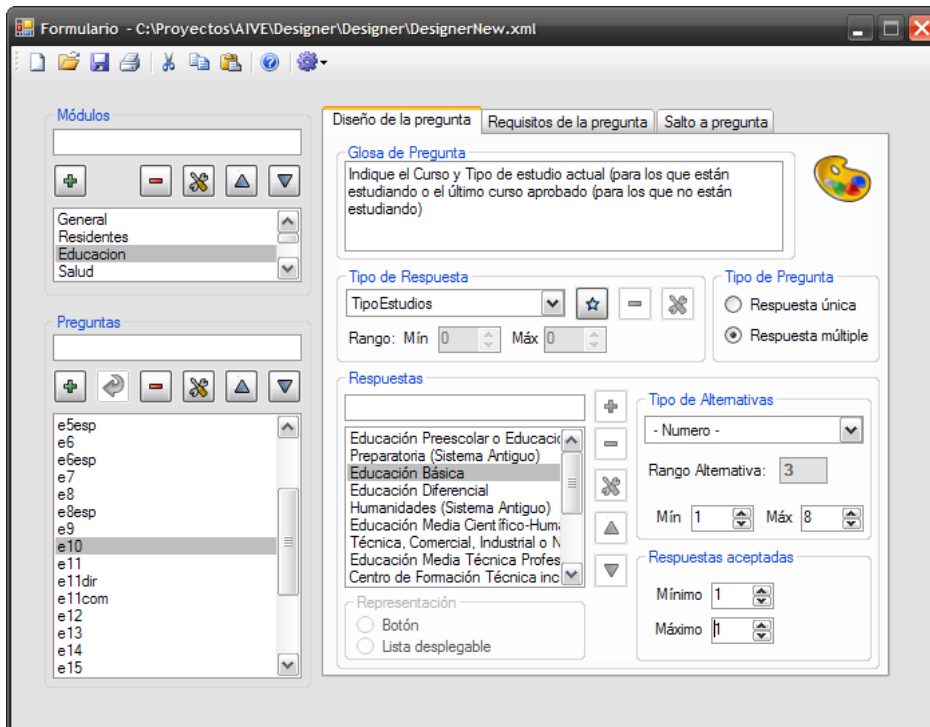 Formulario - C:\Proyectos\AIVE\Designer\Designer\DesignerNew.xml
Módulos
General
Residentes
Educacion
Salud
Preguntas
e5esp
e6
e6esp
e7
e8
e8esp
e9
e10
e11
e11dir
e11com
e12
e13
e14
e15
Diseño de la pregunta
Requisitos de la pregunta
Salto a pregunta
Glosa de Pregunta
Indique el Curso y Tipo de estudio actual (para los que están
estudiando o el último curso aprobado (para los que no están
estudiando)
Tipo de Respuesta
TipoEstudios
Rango: Mín 0 Máx 0
Tipo de Pregunta
Respuesta única
Respuesta múltiple
Respuestas
Educación Preescolar o Educació
Preparatoria (Sistema Antiguo)
Educación Básica
Educación Diferencial
Humanidades (Sistema Antiguo)
Educación Media Científico-Huma
Técnica, Comercial, Industrial o N
Educación Media Técnica Profes
Centro de Formación Técnica inc
Representación
Botón
Lista desplegable
Tipo de Alternativas
- Numero -
Rango Alternativa: 3
Mín 1 Máx 8
Respuestas aceptadas
Mínimo 1
Máximo 1